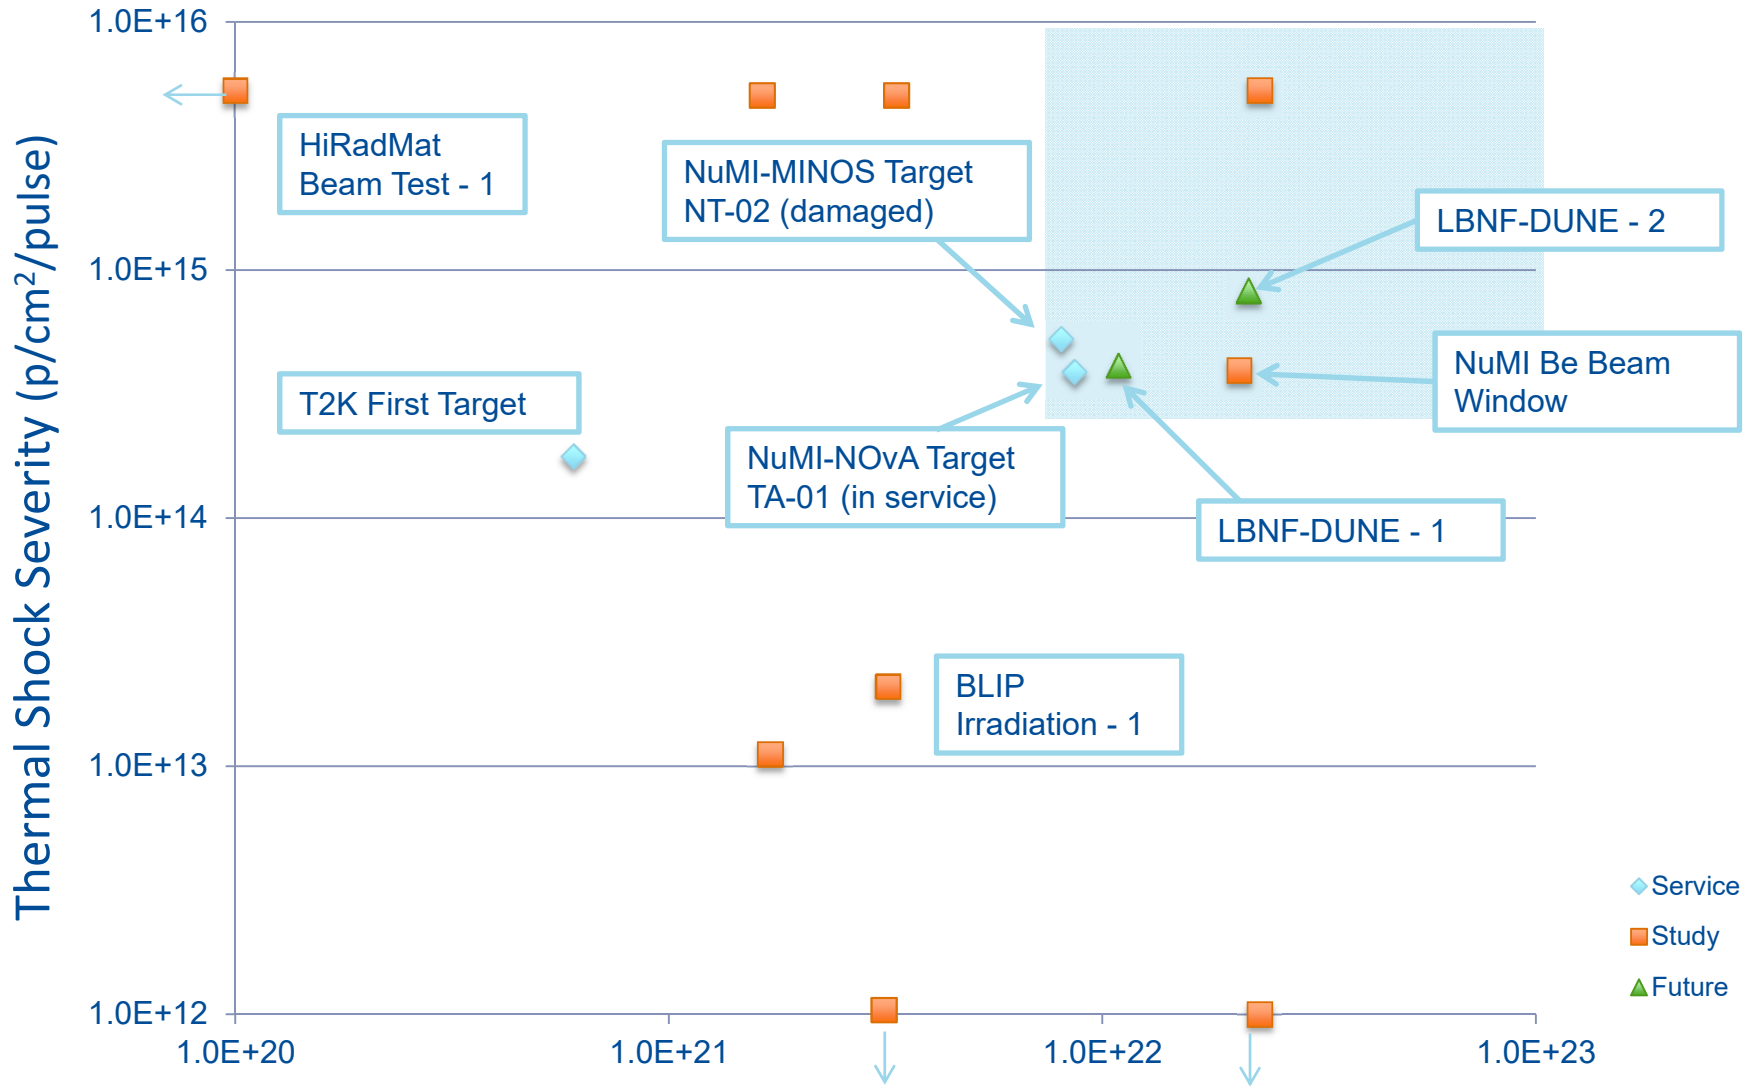 1.0E+16
HiRadMat
Beam Test - 1
NuMI-MINOS Target
NT-02 (damaged)
LBNF-DUNE - 2
1.0E+15
Thermal Shock Severity (p/cm²/pulse)
NuMI Be Beam
Window
T2K First Target
NuMI-NOvA Target
TA-01 (in service)
1.0E+14
LBNF-DUNE - 1
BLIP
Irradiation - 1
1.0E+13
Service
Study
Future
1.0E+12
1.0E+20
1.0E+21
1.0E+22
1.0E+23